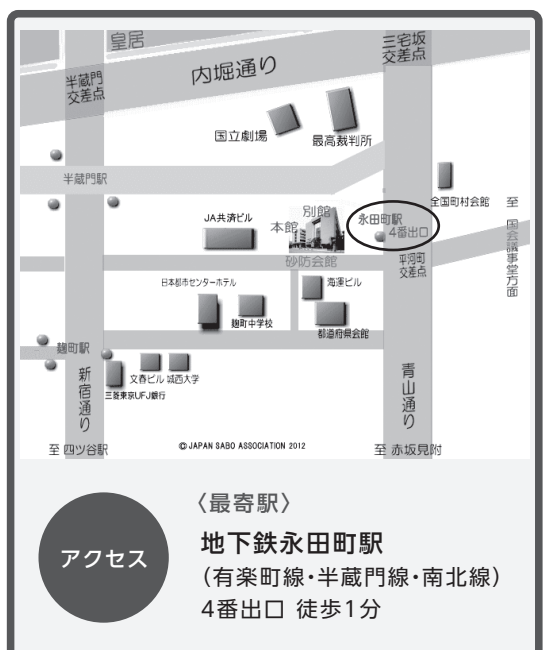 皇居
三宅坂
交差点
半蔵門
交差点
内堀通り
国立劇場
最高裁判所
半蔵門駅
全国町村会館
至 国会議事堂方面
JA共済ビル
別館
本館
永田町駅
4番出口
砂防会館
平河町
交差点
日本都市センターホテル
海運ビル
麹町中学校
都道府県会館
麹町駅
文春ビル 城西大学
三菱東京UFJ銀行
新宿通り
青山通り
至 四ツ谷駅
©JAPAN SABO ASSOCIATION 2012
至 赤坂見附
アクセス
〈最寄駅〉
地下鉄永田町駅
(有楽町線・半蔵門線・南北線)
4番出口 徒歩1分